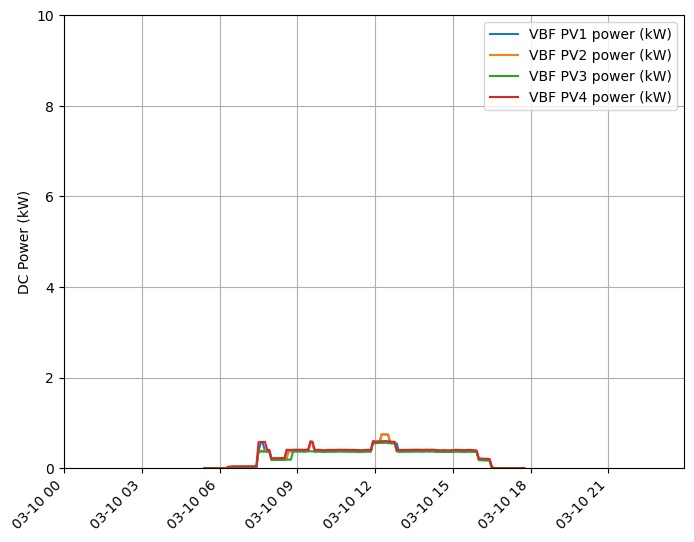 10
8
6
4
2
0
DC Power (kW)
VBF PV1 power (kW)
VBF PV2 power (kW)
VBF PV3 power (kW)
VBF PV4 power (kW)
03-10 00
03-10 03
03-10 06
03-10 09
03-10 12
03-10 15
03-10 18
03-10 21